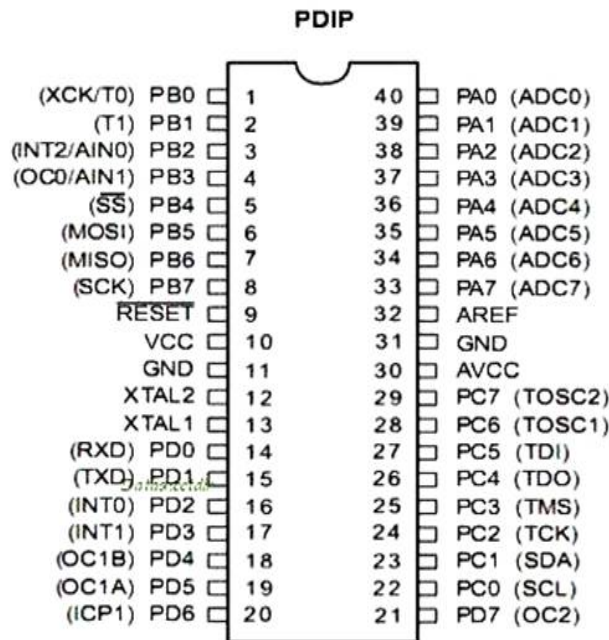 PDIP
(XCK/T0) PB0 1 40 PA0 (ADC0)
(T1) PB1 2 39 PA1 (ADC1)
(INT2/AIN0) PB2 3 38 PA2 (ADC2)
(OC0/AIN1) PB3 4 37 PA3 (ADC3)
(SS) PB4 5 36 PA4 (ADC4)
(MOSI) PB5 6 35 PA5 (ADC5)
(MISO) PB6 7 34 PA6 (ADC6)
(SCK) PB7 8 33 PA7 (ADC7)
RESET 9 32 AREF
VCC 10 31 GND
GND 11 30 AVCC
XTAL2 12 29 PC7 (TOSC2)
XTAL1 13 28 PC6 (TOSC1)
(RXD) PD0 14 27 PC5 (TDI)
(TXD) PD1 15 26 PC4 (TDO)
(INT0) PD2 16 25 PC3 (TMS)
(INT1) PD3 17 24 PC2 (TCK)
(OC1B) PD4 18 23 PC1 (SDA)
(OC1A) PD5 19 22 PC0 (SCL)
(ICP1) PD6 20 21 PD7 (OC2)